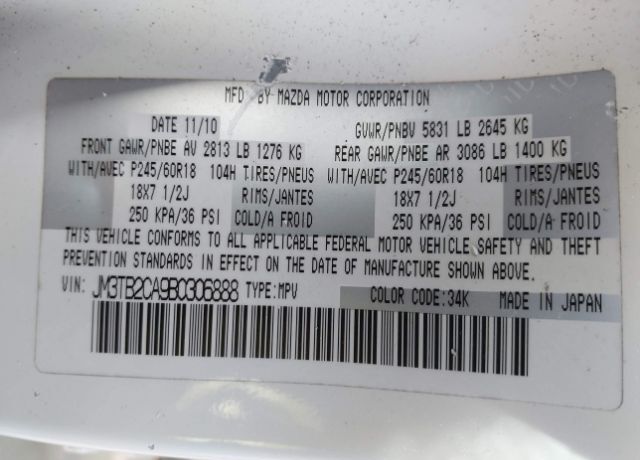 MFD BY MAZDA MOTOR CORPORATION
DATE 11/10 GVWR/PNBV 5831 LB 2645 KG
FRONT GAWR/PNBE AV 2813 LB 1276 KG REAR GAWR/PNBE AR 3086 LB 1400 KG
WITH/AVEC P245/60R18 104H TIRES/PNEUS WITH/AVEC P245/60R18 104H TIRES/PNEUS
18X7 1/2J RIMS/JANTES 18X7 1/2J RIMS/JANTES
250 KPA/36 PSI COLD/A FROID 250 KPA/36 PSI COLD/A FROID
THIS VEHICLE CONFORMS TO ALL APPLICABLE FEDERAL MOTOR VEHICLE SAFETY AND THEFT
PREVENTION STANDARDS IN EFFECT ON THE DATE OF MANUFACTURE SHOWN ABOVE.
VIN: JM3TB2CA9B0306888 TYPE:MPV COLOR CODE:34K MADE IN JAPAN